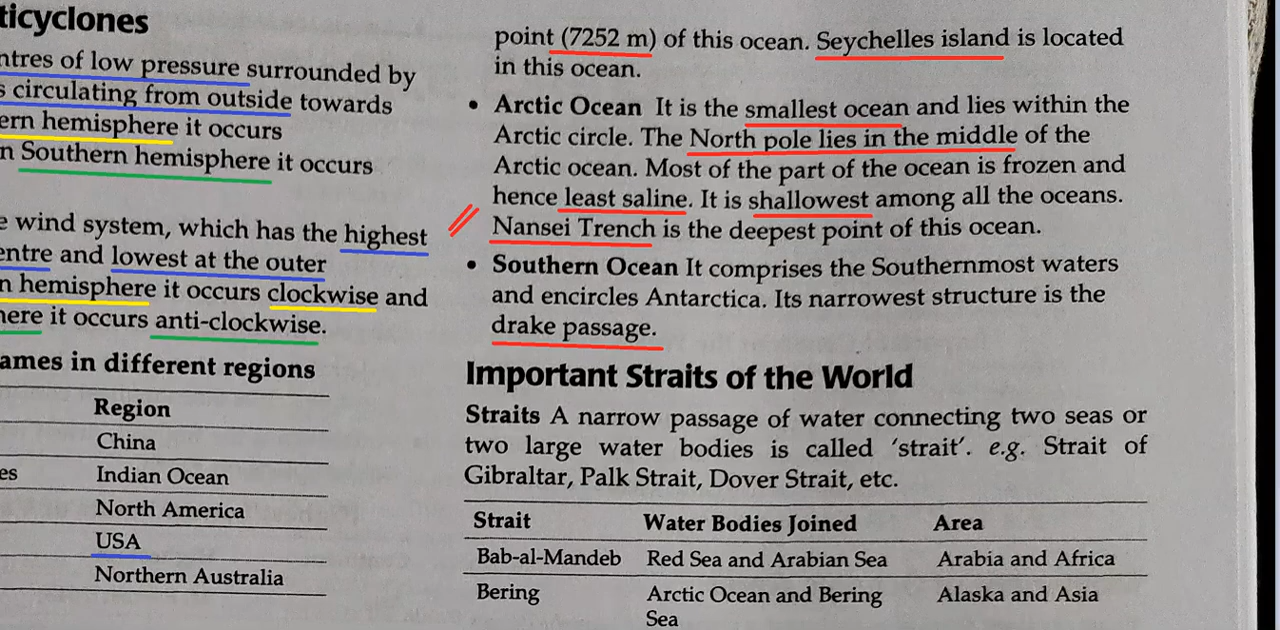 ticyclones
ntres of low pressure surrounded by
s circulating from outside towards
ern hemisphere it occurs
n Southern hemisphere it occurs
e wind system, which has the highest
entre and lowest at the outer
n hemisphere it occurs clockwise and
here it occurs anti-clockwise.
ames in different regions
Region
China
es Indian Ocean
North America
USA
Northern Australia
point (7252 m) of this ocean. Seychelles island is located
in this ocean.
• Arctic Ocean It is the smallest ocean and lies within the
Arctic circle. The North pole lies in the middle of the
Arctic ocean. Most of the part of the ocean is frozen and
hence least saline. It is shallowest among all the oceans.
Nansei Trench is the deepest point of this ocean.
• Southern Ocean It comprises the Southernmost waters
and encircles Antarctica. Its narrowest structure is the
drake passage.
Important Straits of the World
Straits A narrow passage of water connecting two seas or
two large water bodies is called 'strait'. e.g. Strait of
Gibraltar, Palk Strait, Dover Strait, etc.
Strait Water Bodies Joined Area
Bab-al-Mandeb Red Sea and Arabian Sea Arabia and Africa
Bering Arctic Ocean and Bering Alaska and Asia
Sea